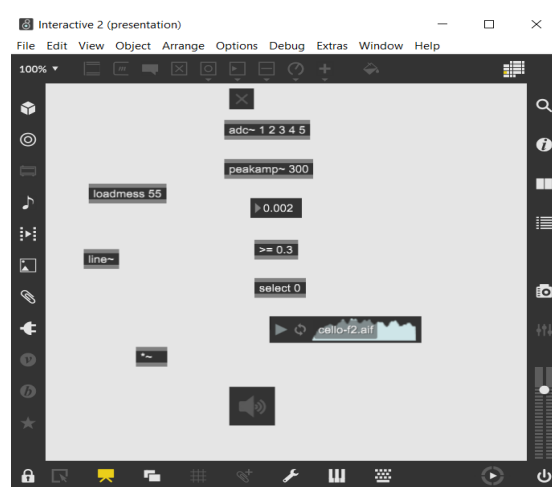 Interactive 2 (presentation)
File Edit View Object Arrange Options Debug Extras Window Help
100%
adc~ 1 2 3 4 5
peakamp~ 300
loadmess 55
0.002
>= 0.3
line~
select 0
cello-f2.aif
*~